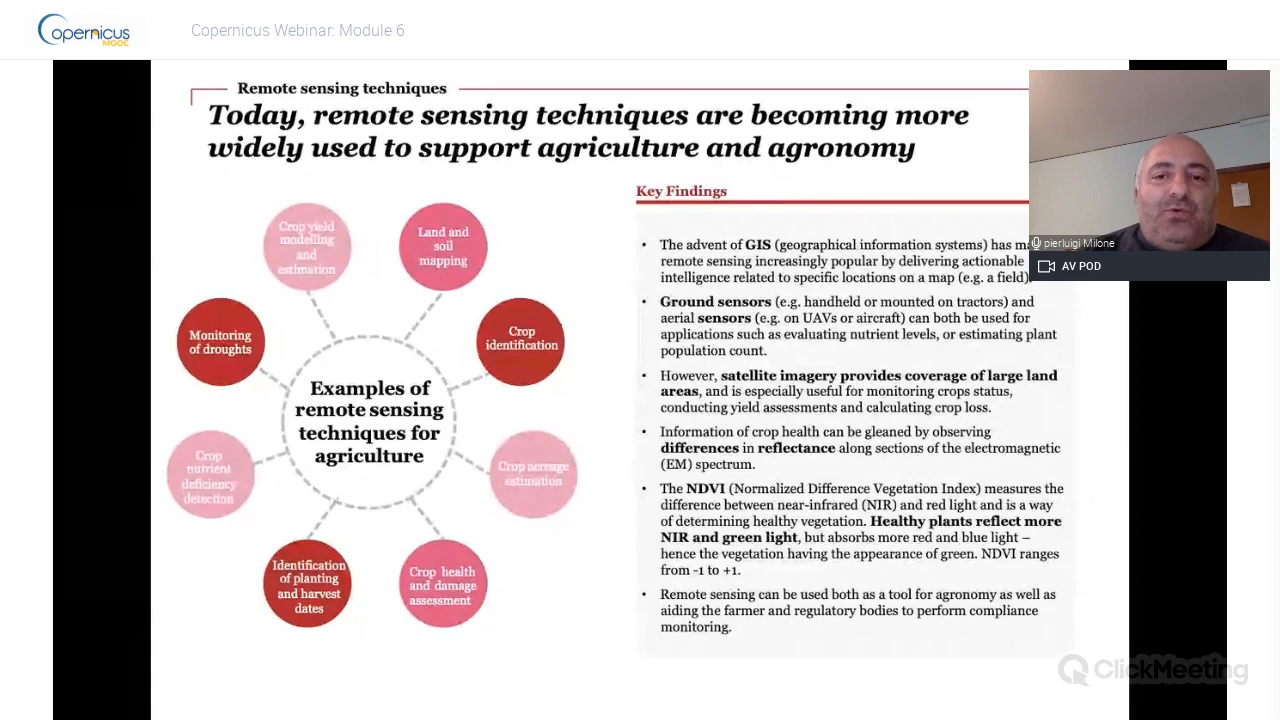 Copernicus
MOOC
Copernicus Webinar: Module 6
Remote sensing techniques
Today, remote sensing techniques are becoming more
widely used to support agriculture and agronomy
Crop yield
modelling
and
estimation
Land and
soil
mapping
Monitoring
of droughts
Crop
identification
Examples of
remote sensing
techniques for
agriculture
Crop
nutrient
deficiency
detection
Crop acreage
estimation
Identification
of planting
and harvest
dates
Crop health
and damage
assessment
Key Findings
• The advent of GIS (geographical information systems) has
remote sensing increasingly popular by delivering actionable
intelligence related to specific locations on a map (e.g. a field).
• Ground sensors (e.g. handheld or mounted on tractors) and
aerial sensors (e.g. on UAVs or aircraft) can both be used for
applications such as evaluating nutrient levels, or estimating plant
population count.
• However, satellite imagery provides coverage of large land
areas, and is especially useful for monitoring crops status,
conducting yield assessments and calculating crop loss.
• Information of crop health can be gleaned by observing
differences in reflectance along sections of the electromagnetic
(EM) spectrum.
• The NDVI (Normalized Difference Vegetation Index) measures the
difference between near-infrared (NIR) and red light and is a way
of determining healthy vegetation. Healthy plants reflect more
NIR and green light, but absorbs more red and blue light –
hence the vegetation having the appearance of green. NDVI ranges
from -1 to +1.
• Remote sensing can be used both as a tool for agronomy as well as
aiding the farmer and regulatory bodies to perform compliance
monitoring.
pierluigi Milone
AV POD
ClickMeeting